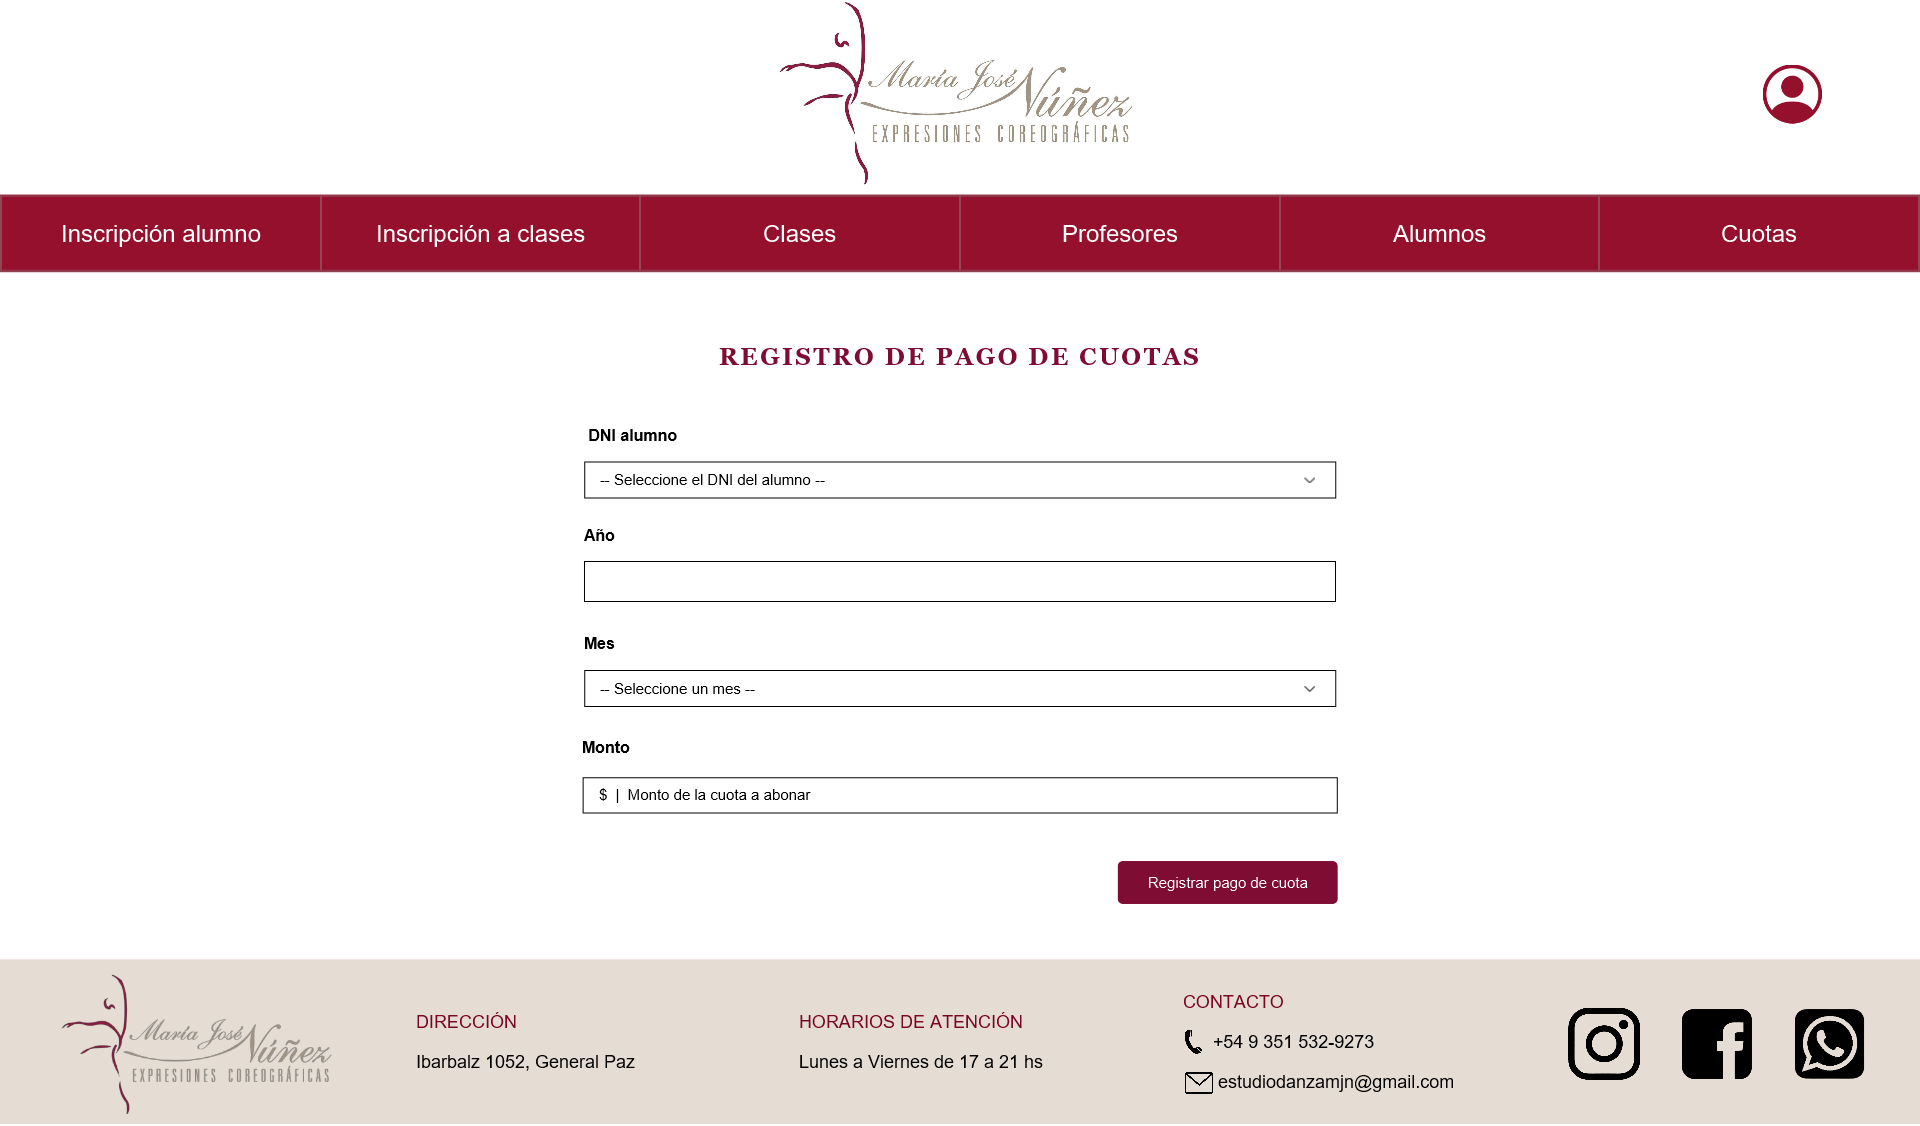 María José Núñez
EXPRESIONES COREOGRÁFICAS
Inscripción alumno
Inscripción a clases
Clases
Profesores
Alumnos
Cuotas
REGISTRO DE PAGO DE CUOTAS
DNI alumno
-- Seleccione el DNI del alumno --
Año
Mes
-- Seleccione un mes --
Monto
$ | Monto de la cuota a abonar
Registrar pago de cuota
María José Núñez
EXPRESIONES COREOGRÁFICAS
DIRECCIÓN
Ibarbalz 1052, General Paz
HORARIOS DE ATENCIÓN
Lunes a Viernes de 17 a 21 hs
CONTACTO
+54 9 351 532-9273
estudiodanzamjn@gmail.com